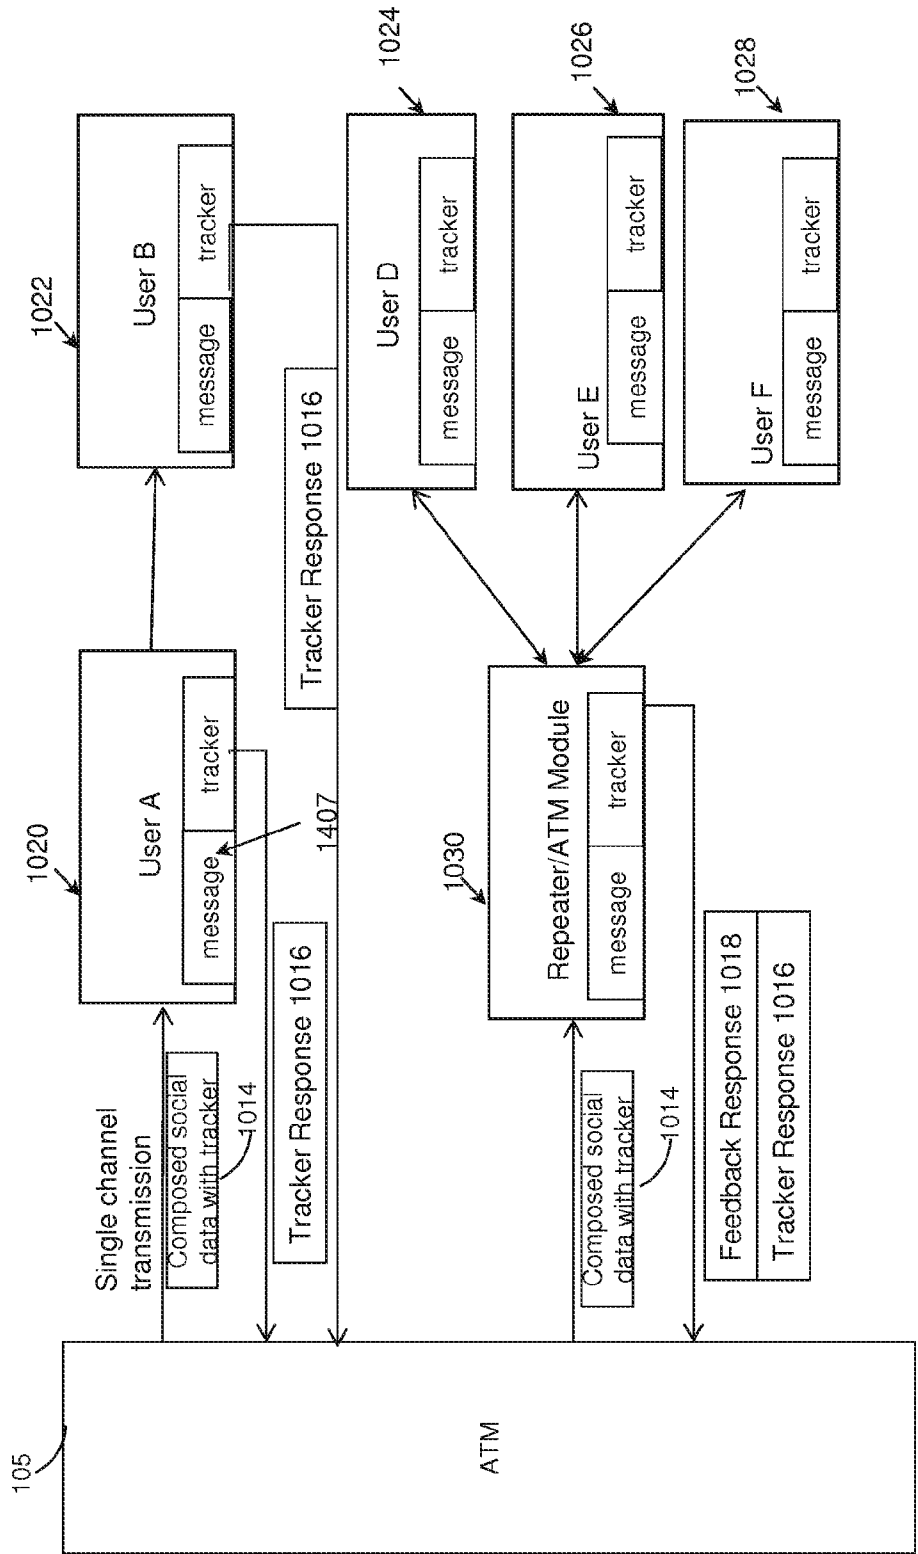 105
ATM
Single channel
transmission
Composed social
data with tracker
1014
Tracker Response 1016
1020
User A
message
tracker
1407
Tracker Response 1016
1022
User B
message
tracker
Composed social
data with tracker
1014
Feedback Response 1018
Tracker Response 1016
1030
Repeater/ATM Module
message
tracker
User D
message
tracker
1024
User E
message
tracker
1026
User F
message
tracker
1028